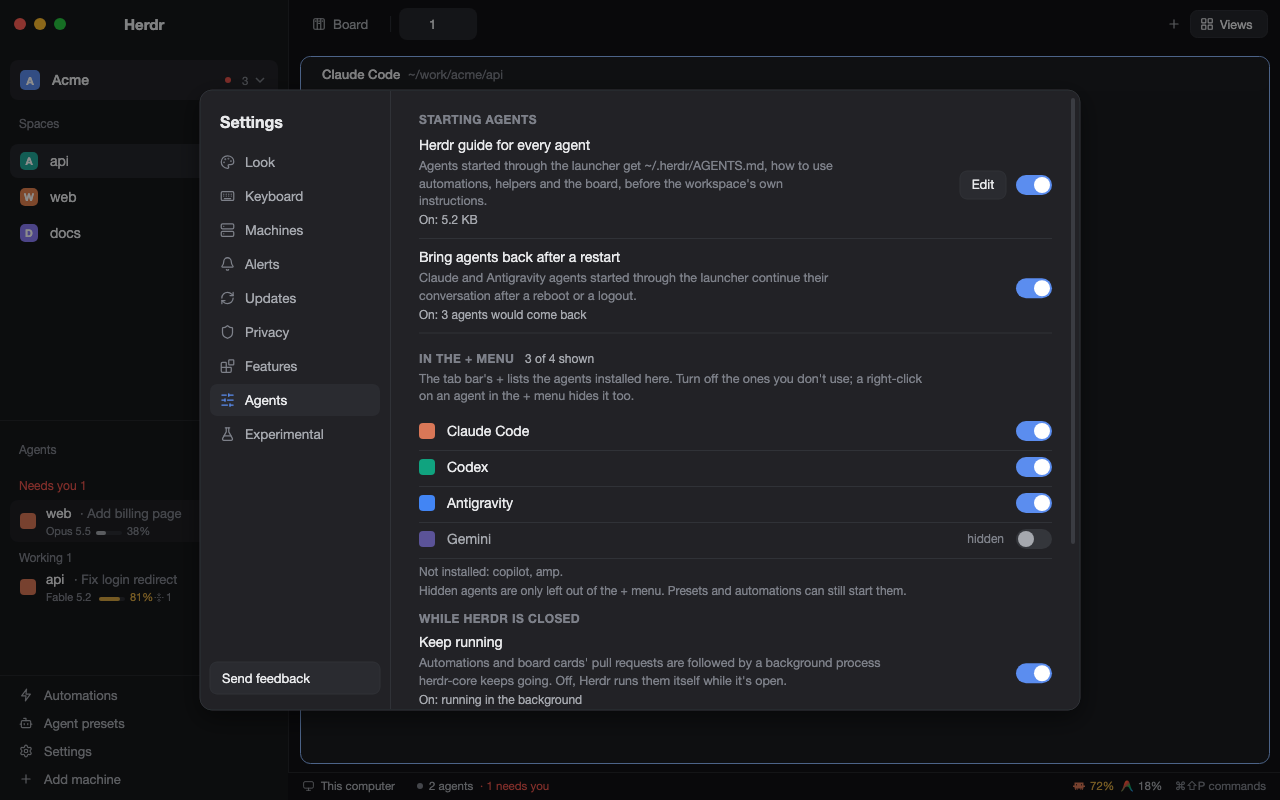 Herdr
Board
1
Views
A Acme 3
Claude Code ~/work/acme/api
Spaces
A api
W web
D docs
Settings
Look
Keyboard
Machines
Alerts
Updates
Privacy
Features
Agents
Experimental
Send feedback
STARTING AGENTS
Herdr guide for every agent
Agents started through the launcher get ~/.herdr/AGENTS.md, how to use
automations, helpers and the board, before the workspace's own
instructions.
On: 5.2 KB
Edit
Bring agents back after a restart
Claude and Antigravity agents started through the launcher continue their
conversation after a reboot or a logout.
On: 3 agents would come back
IN THE + MENU 3 of 4 shown
The tab bar's + lists the agents installed here. Turn off the ones you don't use; a right-click
on an agent in the + menu hides it too.
Claude Code
Codex
Antigravity
Gemini hidden
Not installed: copilot, amp.
Hidden agents are only left out of the + menu. Presets and automations can still start them.
WHILE HERDR IS CLOSED
Keep running
Automations and board cards' pull requests are followed by a background process
herdr-core keeps going. Off, Herdr runs them itself while it's open.
On: running in the background
Agents
Needs you 1
web · Add billing page
Opus 5.5 38%
Working 1
api · Fix login redirect
Fable 5.2 81% 1
Automations
Agent presets
Settings
Add machine
This computer
2 agents · 1 needs you
72% 18% ⌘⇧P commands